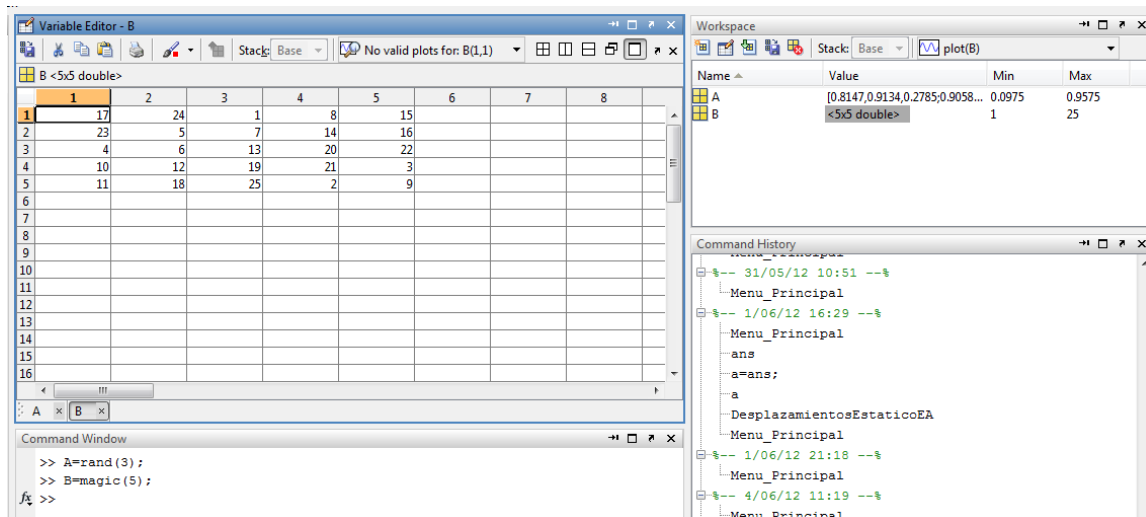 Variable Editor - B
Stack: Base No valid plots for: B(1,1)
B <5x5 double>
1 2 3 4 5 6 7 8
1 17 24 1 8 15
2 23 5 7 14 16
3 4 6 13 20 22
4 10 12 19 21 3
5 11 18 25 2 9
6
7
8
9
10
11
12
13
14
15
16
A B
Command Window
>> A=rand(3);
>> B=magic(5);
fx >>
Workspace
Stack: Base plot(B)
Name Value Min Max
A [0.8147,0.9134,0.2785;0.9058... 0.0975 0.9575
B <5x5 double> 1 25
Command History
Menu_Principal
%-- 31/05/12 10:51 --%
Menu_Principal
%-- 1/06/12 16:29 --%
Menu_Principal
ans
a=ans;
a
DesplazamientosEstaticoEA
Menu_Principal
%-- 1/06/12 21:18 --%
Menu_Principal
%-- 4/06/12 11:19 --%
Menu_Principal